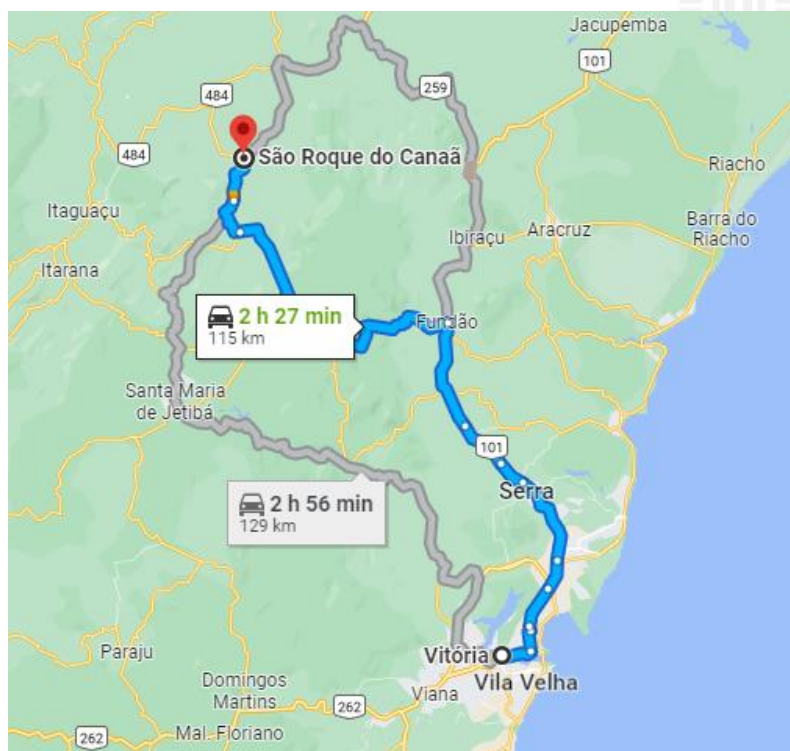 Jacupemba
101
259
484
São Roque do Canaã
484
Riacho
Itaguaçu
Barra do
Riacho
Aracruz
Ibiraçu
Itarana
2 h 27 min
115 km
Fundão
Santa Maria
de Jetibá
101
Serra
2 h 56 min
129 km
Paraju
Vitória
Vila Velha
Domingos
Martins
Viana
262
Mal. Floriano
262